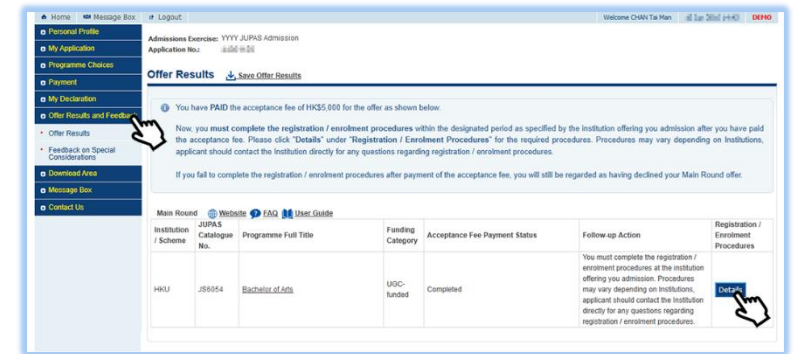 Home Message Box Logout Welcome CHAN Tai Man DEMO
Personal Profile
My Application
Programme Choices
Payment
My Declaration
Offer Results and Feedback
Offer Results
Feedback on Special
Considerations
Download Area
Message Box
Contact Us
Admissions Exercise: YYYY JUPAS Admission
Application No.:
Offer Results Save Offer Results
You have PAID the acceptance fee of HK$5,000 for the offer as shown below.
Now, you must complete the registration / enrolment procedures within the designated period as specified by the Institution offering you admission after you have paid
the acceptance fee. Please click "Details" under "Registration / Enrolment Procedures" for the required procedures. Procedures may vary depending on Institutions,
applicant should contact the Institution directly for any questions regarding registration / enrolment procedures.
If you fail to complete the registration / enrolment procedures after payment of the acceptance fee, you will still be regarded as having declined your Main Round offer.
Main Round Website FAQ User Guide
Institution
/ Scheme
JUPAS
Catalogue
No.
Programme Full Title
Funding
Category
Acceptance Fee Payment Status
Follow-up Action
Registration /
Enrolment
Procedures
HKU
JS6054
Bachelor of Arts
UGC-
funded
Completed
You must complete the registration /
enrolment procedures at the institution
offering you admission. Procedures
may vary depending on Institutions,
applicant should contact the Institution
directly for any questions regarding
registration / enrolment procedures.
Details